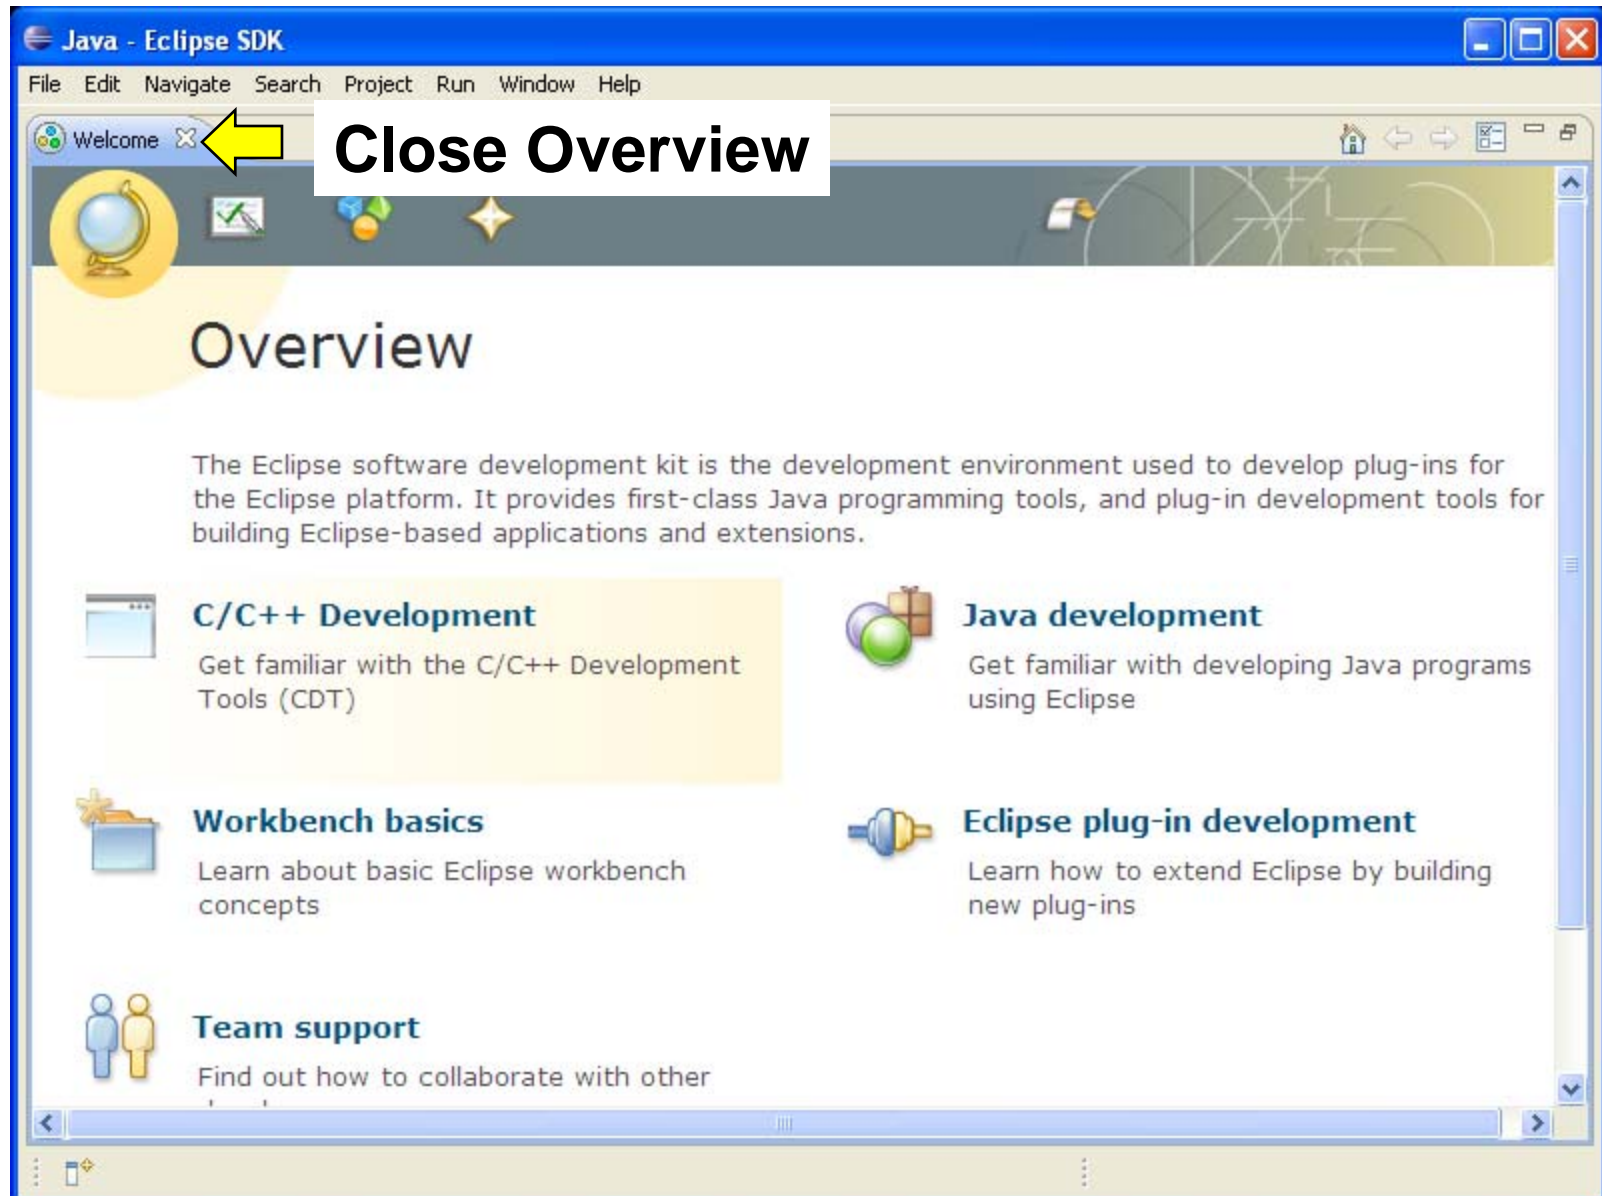 Java - Eclipse SDK
File Edit Navigate Search Project Run Window Help
Welcome
Close Overview
Overview
The Eclipse software development kit is the development environment used to develop plug-ins for
the Eclipse platform. It provides first-class Java programming tools, and plug-in development tools for
building Eclipse-based applications and extensions.
C/C++ Development
Get familiar with the C/C++ Development
Tools (CDT)
Java development
Get familiar with developing Java programs
using Eclipse
Workbench basics
Learn about basic Eclipse workbench
concepts
Eclipse plug-in development
Learn how to extend Eclipse by building
new plug-ins
Team support
Find out how to collaborate with other